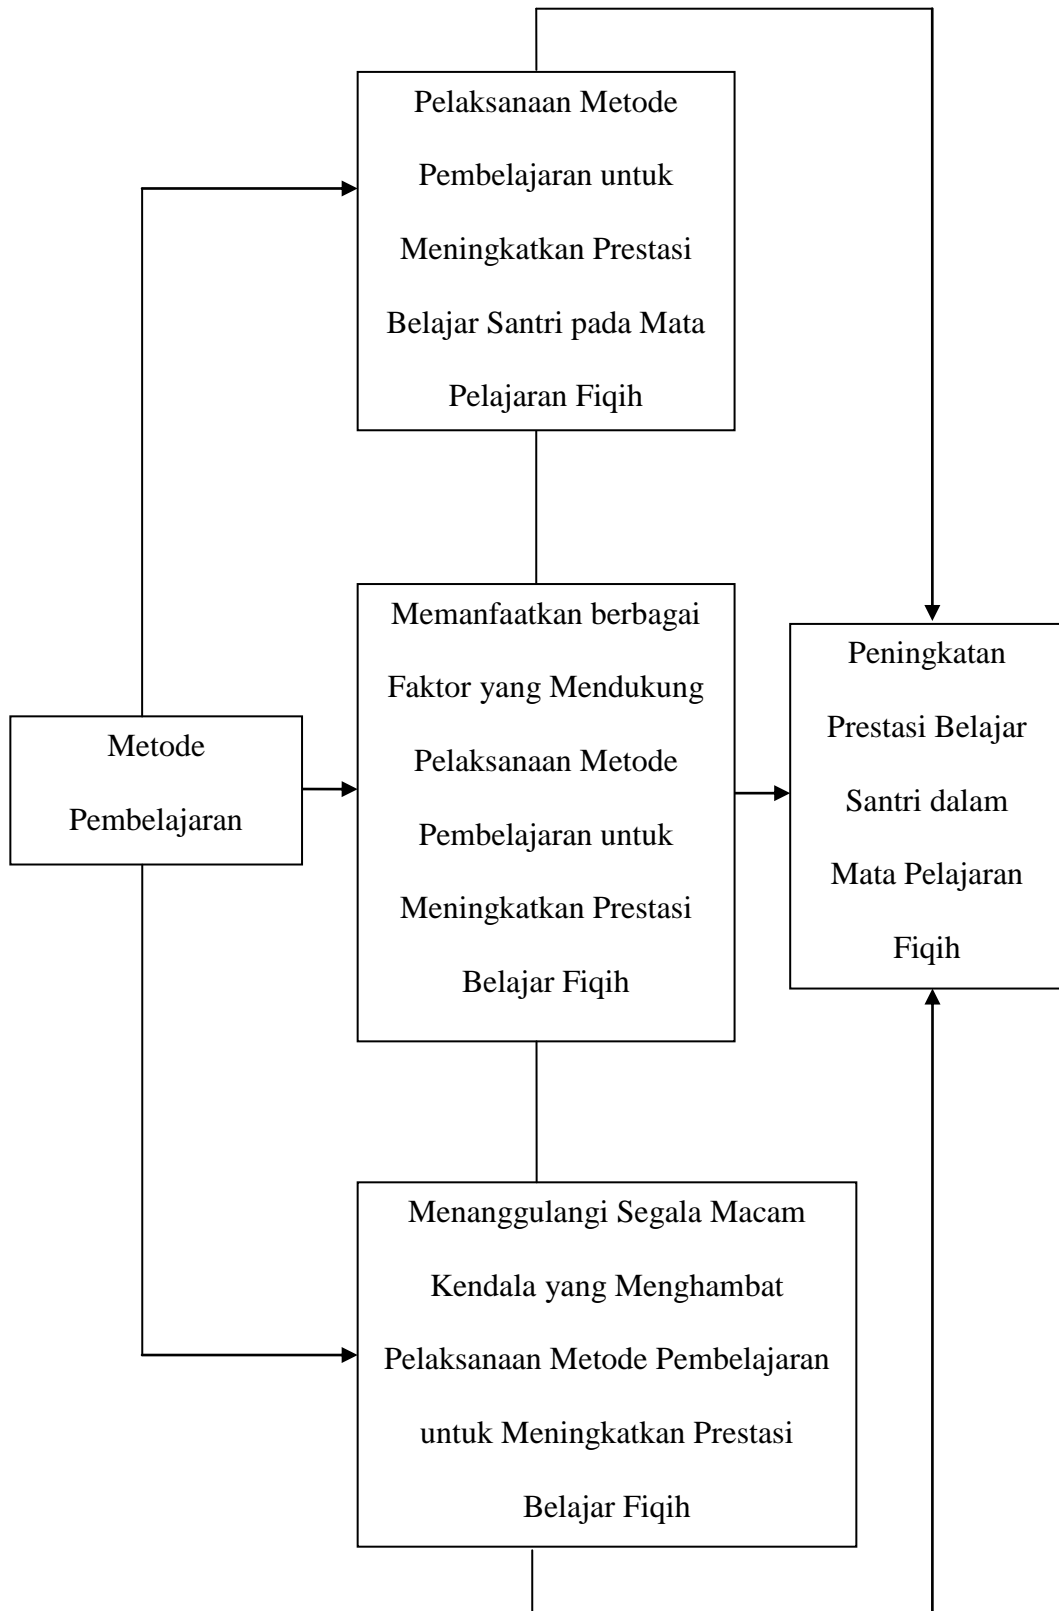 Pelaksanaan Metode
Pembelajaran untuk
Meningkatkan Prestasi
Belajar Santri pada Mata
Pelajaran Fiqih
Metode
Pembelajaran
Memanfaatkan berbagai
Faktor yang Mendukung
Pelaksanaan Metode
Pembelajaran untuk
Meningkatkan Prestasi
Belajar Fiqih
Peningkatan
Prestasi Belajar
Santri dalam
Mata Pelajaran
Fiqih
Menanggulangi Segala Macam
Kendala yang Menghambat
Pelaksanaan Metode Pembelajaran
untuk Meningkatkan Prestasi
Belajar Fiqih